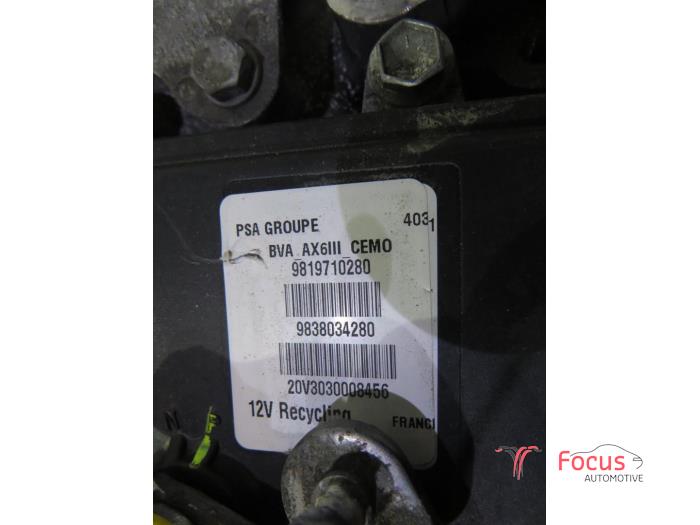 PSA GROUPE 4031
BVA_AX6III_CEMO
9819710280
9838034280
20V3030008456
12V Recycling
FRANCE
N
Focus
AUTOMOTIVE